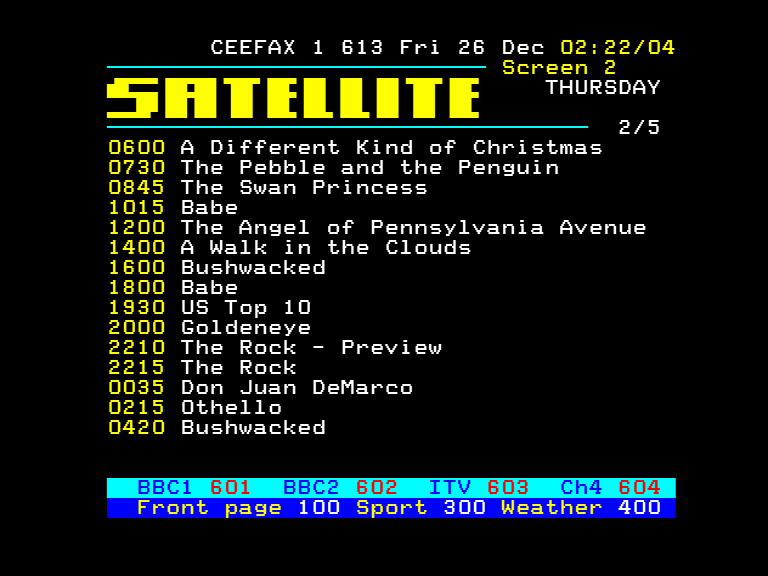 CEEFAX 1 613 Fri 26 Dec 02:22/04
Screen 2
SATELLITE THURSDAY
2/5
0600 A Different Kind of Christmas
0730 The Pebble and the Penguin
0845 The Swan Princess
1015 Babe
1200 The Angel of Pennsylvania Avenue
1400 A Walk in the Clouds
1600 Bushwacked
1800 Babe
1930 US Top 10
2000 Goldeneye
2210 The Rock - Preview
2215 The Rock
0035 Don Juan DeMarco
0215 Othello
0420 Bushwacked
BBC1 601 BBC2 602 ITV 603 Ch4 604
Front page 100 Sport 300 Weather 400